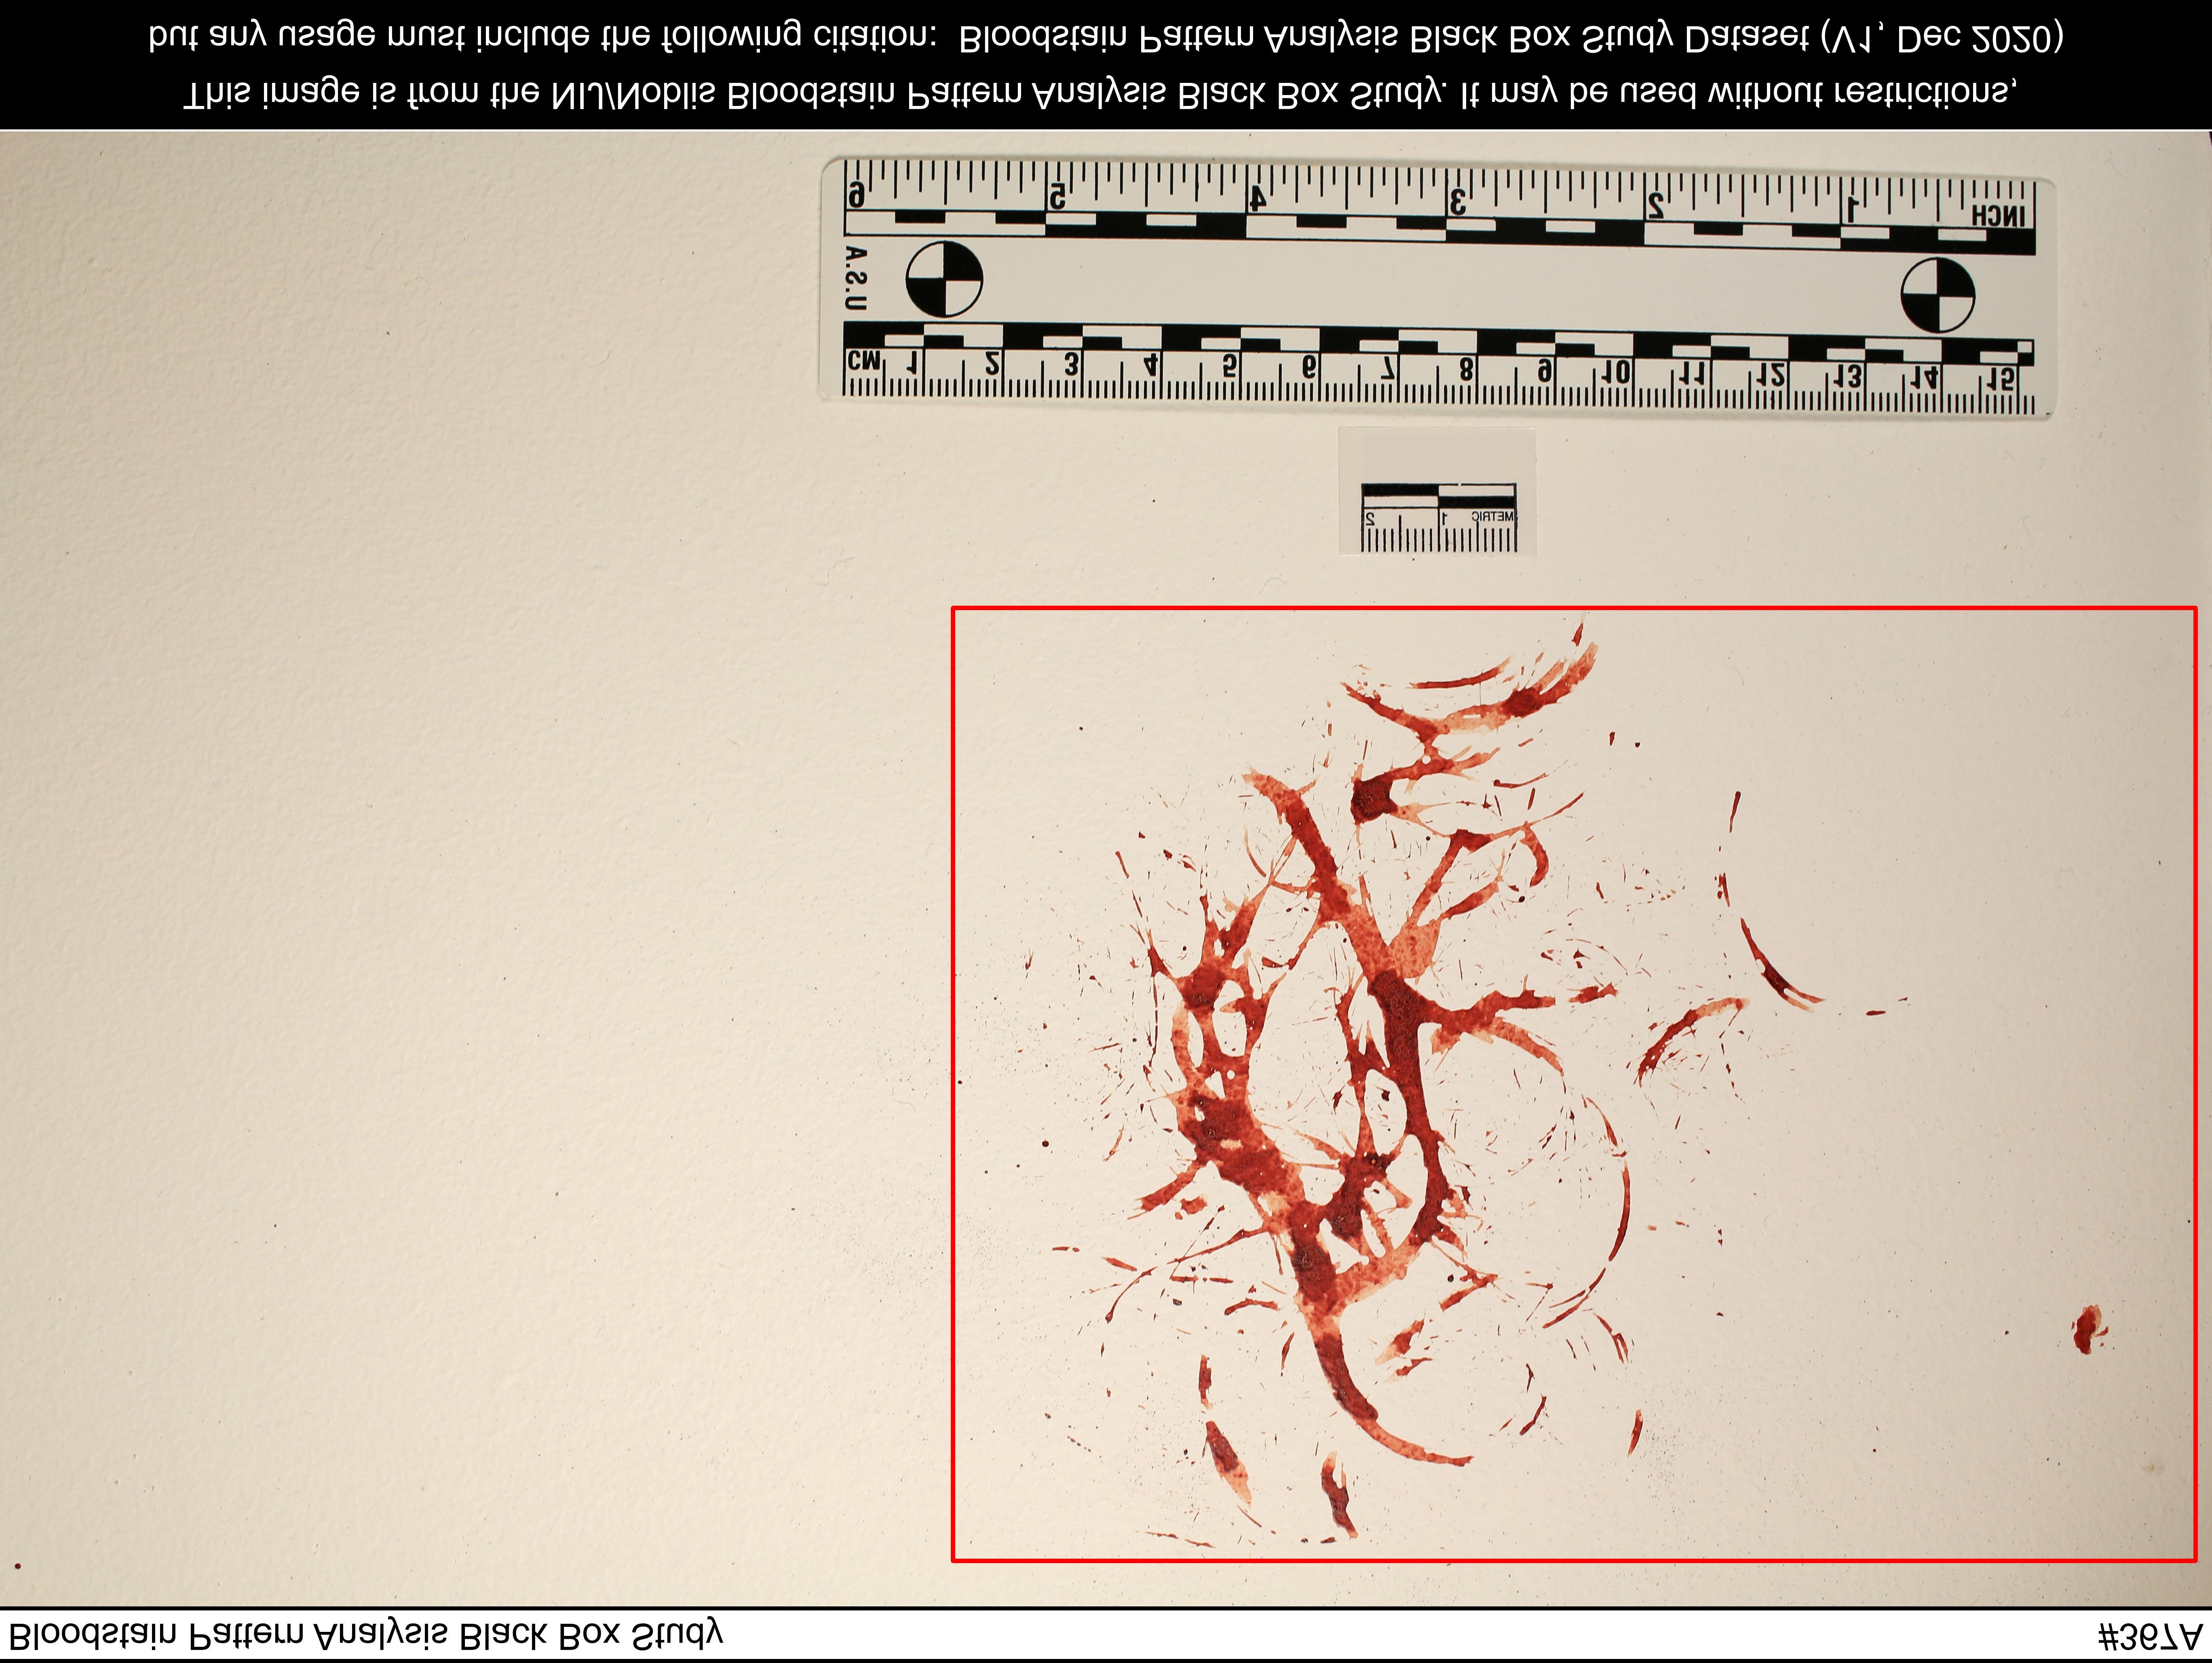 Bloodstain Pattern Analysis Black Box Study #367A
METRIC 1 2
CM 1 2 3 4 5 6 7 8 9 10 11 12 13 14 15
U.S.A
INCH 1 2 3 4 5 6
This image is from the NIJ/Noblis Bloodstain Pattern Analysis Black Box Study. It may be used without restrictions,
but any usage must include the following citation: Bloodstain Pattern Analysis Black Box Study Dataset (V1, Dec 2020)